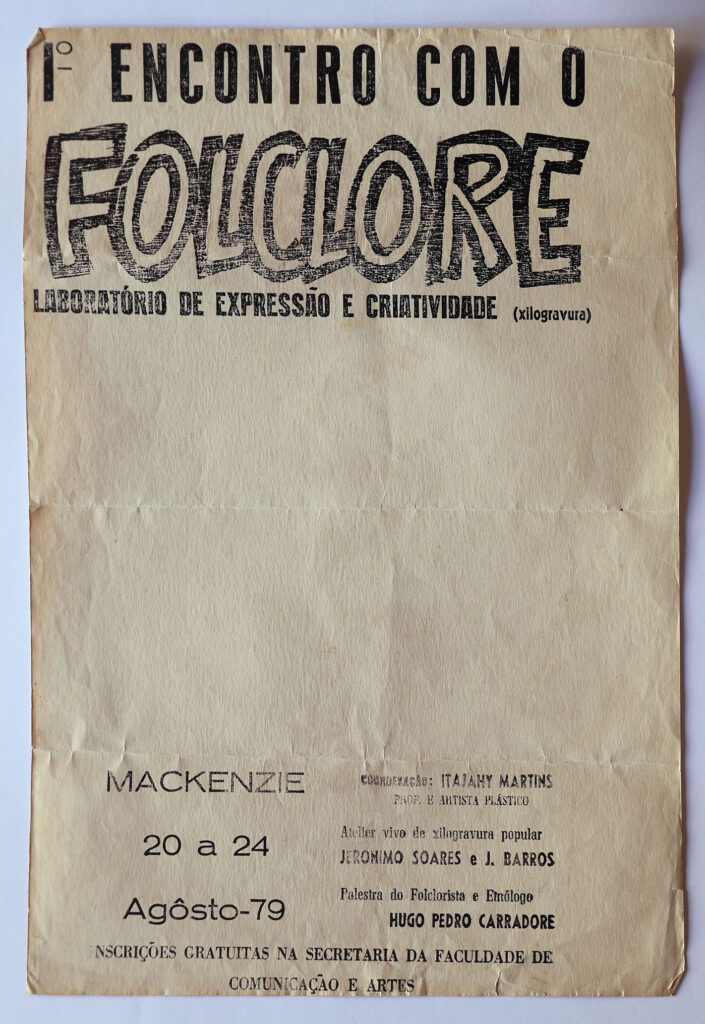 1º ENCONTRO COM O
FOLCLORE
LABORATÓRIO DE EXPRESSÃO E CRIATIVIDADE (xilogravura)
MACKENZIE
20 a 24
Agôsto-79
COORDENAÇÃO: ITAJAHY MARTINS
PROF. E ARTISTA PLÁSTICO
Atelier vivo de xilogravura popular
JERONIMO SOARES e J. BARROS
Palestra do Folclorista e Etnólogo
HUGO PEDRO CARRADORE
INSCRIÇÕES GRATUITAS NA SECRETARIA DA FACULDADE DE
COMUNICAÇÃO E ARTES